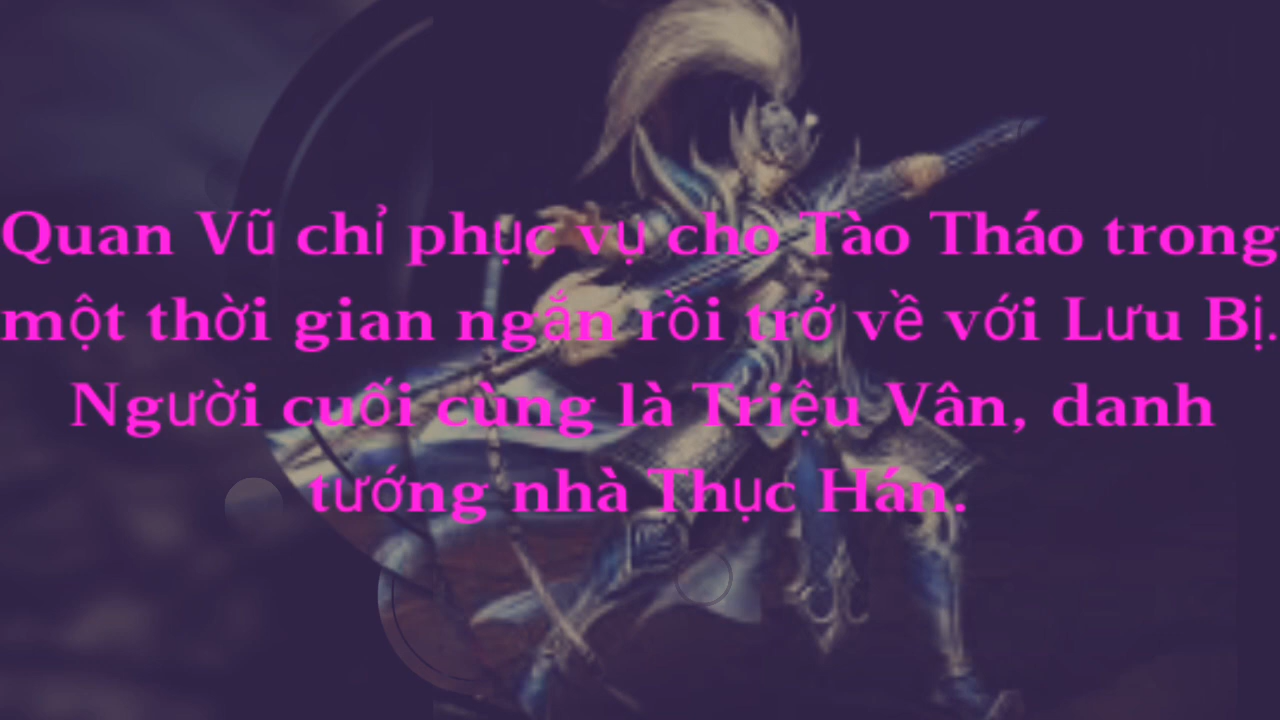 Quan Vũ chỉ phục vụ cho Tào Tháo trong
một thời gian ngắn rồi trở về với Lưu Bị.
Người cuối cùng là Triệu Vân, danh
tướng nhà Thục Hán.